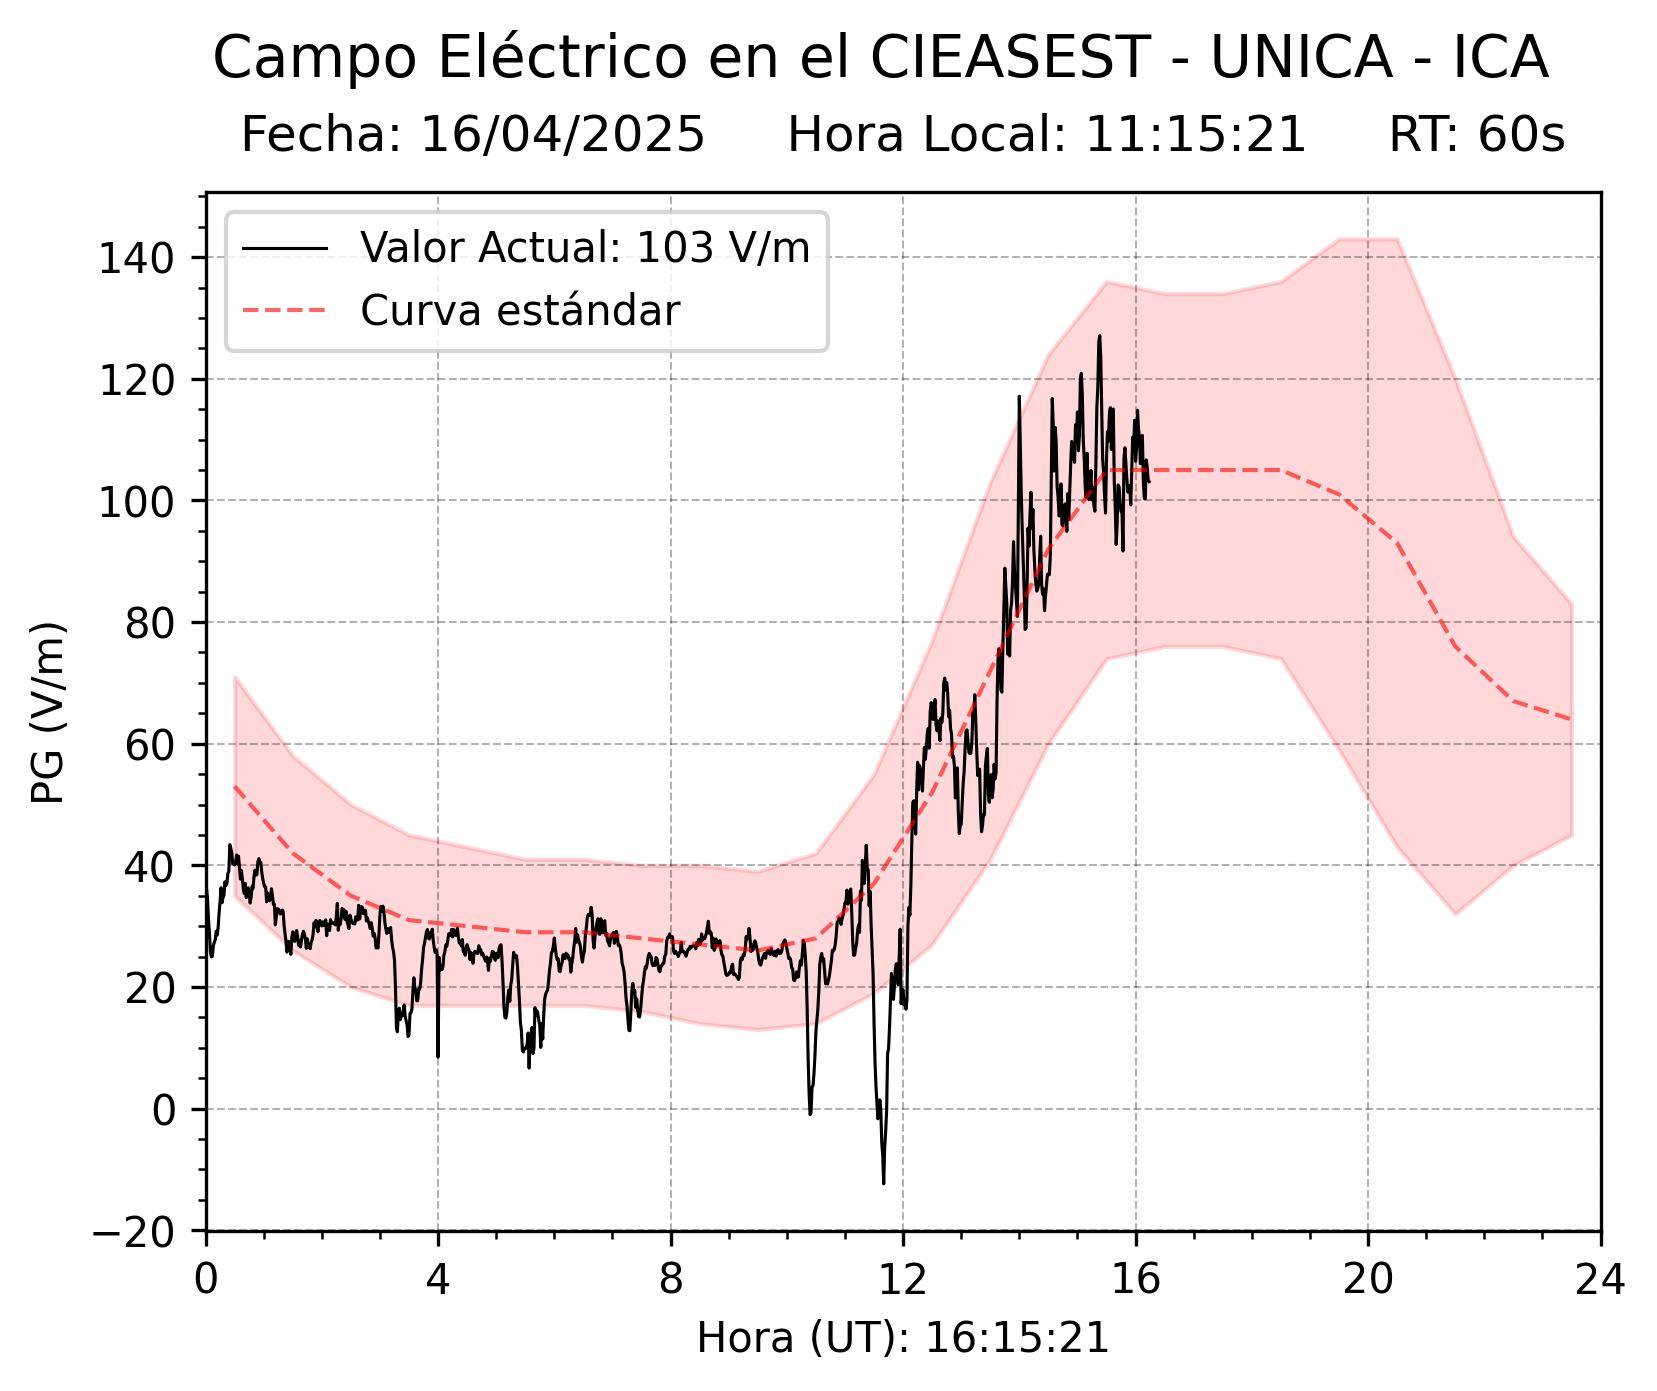 Campo Eléctrico en el CIEASEST - UNICA - ICA
Fecha: 16/04/2025 Hora Local: 11:15:21 RT: 60s
Valor Actual: 103 V/m
Curva estándar
PG (V/m)
140
120
100
80
60
40
20
0
−20
0 4 8 12 16 20 24
Hora (UT): 16:15:21